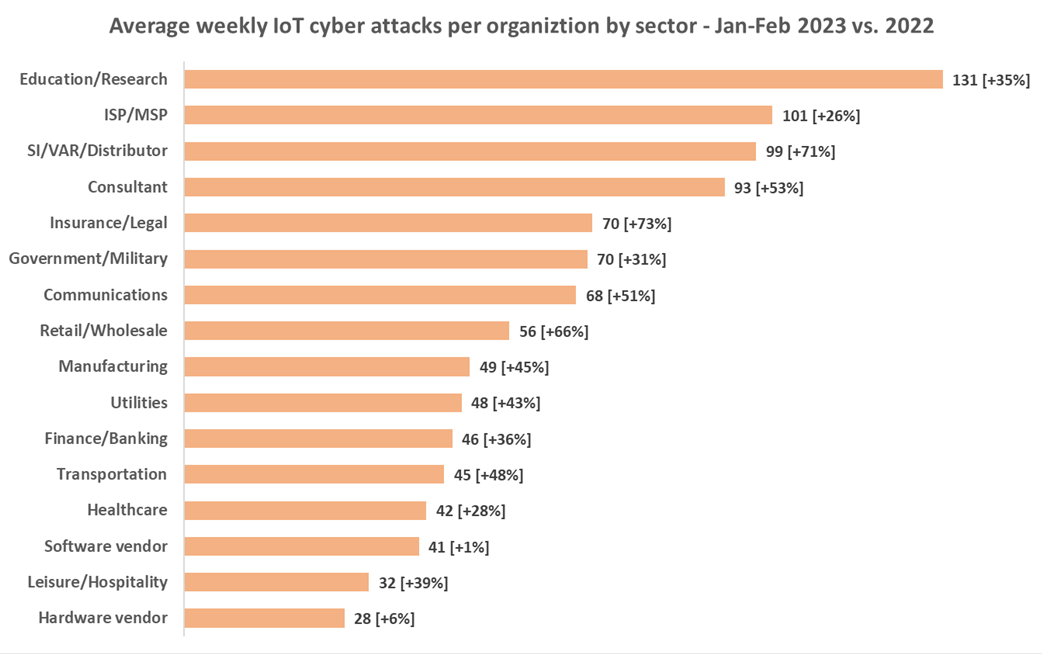 Average weekly IoT cyber attacks per organiztion by sector - Jan-Feb 2023 vs. 2022
Education/Research 131 [+35%]
ISP/MSP 101 [+26%]
SI/VAR/Distributor 99 [+71%]
Consultant 93 [+53%]
Insurance/Legal 70 [+73%]
Government/Military 70 [+31%]
Communications 68 [+51%]
Retail/Wholesale 56 [+66%]
Manufacturing 49 [+45%]
Utilities 48 [+43%]
Finance/Banking 46 [+36%]
Transportation 45 [+48%]
Healthcare 42 [+28%]
Software vendor 41 [+1%]
Leisure/Hospitality 32 [+39%]
Hardware vendor 28 [+6%]